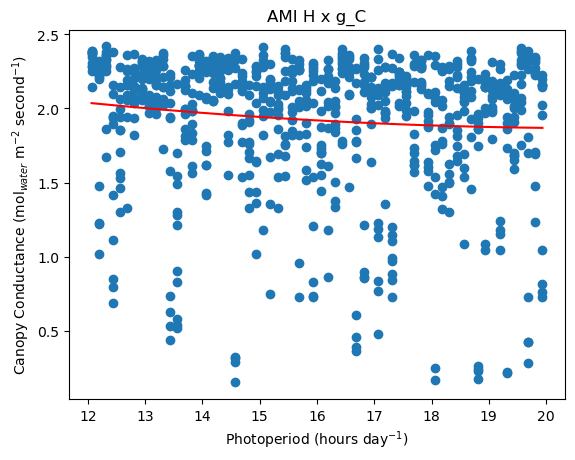 AMI H x g_C
Canopy Conductance (mol_water m⁻² second⁻¹)
2.5
2.0
1.5
1.0
0.5
12 13 14 15 16 17 18 19 20
Photoperiod (hours day⁻¹)